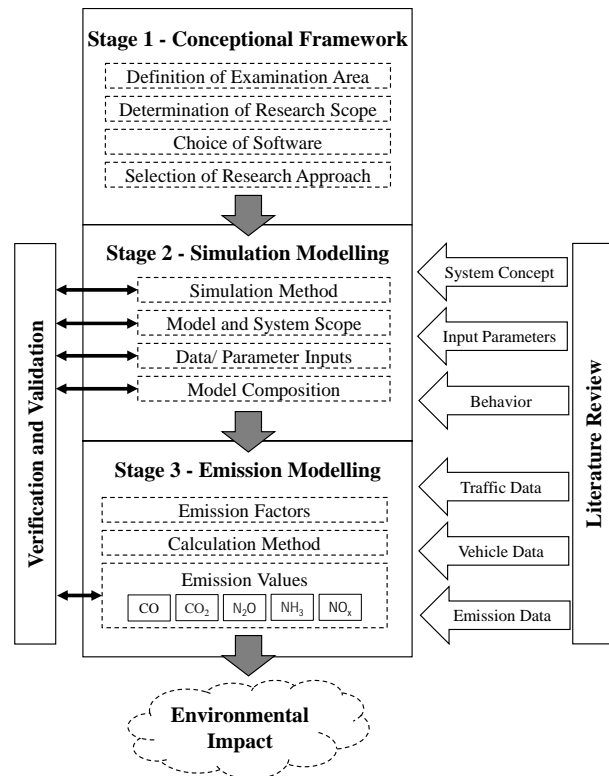 Stage 1 - Conceptional Framework
Definition of Examination Area
Determination of Research Scope
Choice of Software
Selection of Research Approach
Stage 2 - Simulation Modelling
Simulation Method
Model and System Scope
Data/ Parameter Inputs
Model Composition
Stage 3 - Emission Modelling
Emission Factors
Calculation Method
Emission Values
CO CO₂ N₂O NH₃ NOₓ
Environmental
Impact
Verification and Validation
System Concept
Input Parameters
Behavior
Traffic Data
Vehicle Data
Emission Data
Literature Review